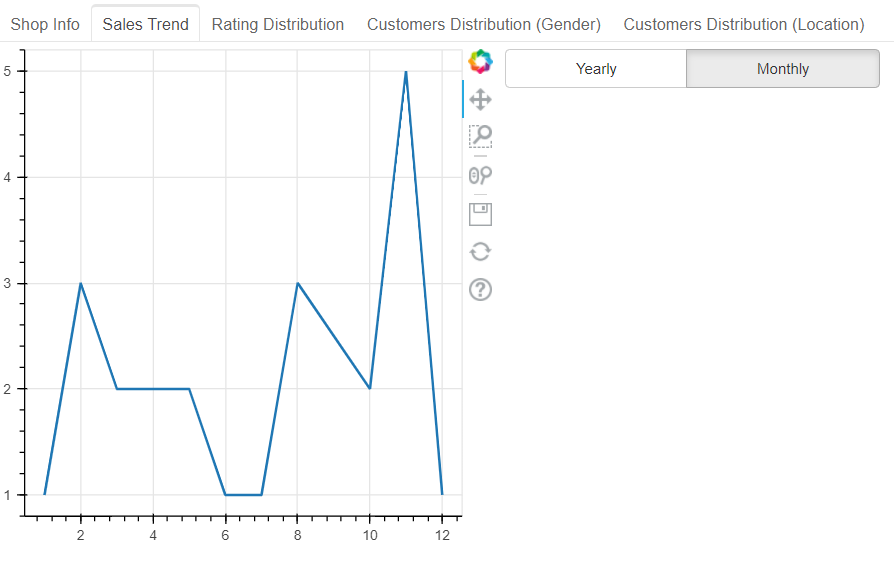 Shop Info Sales Trend Rating Distribution Customers Distribution (Gender) Customers Distribution (Location)
Yearly Monthly
5
4
3
2
1
2 4 6 8 10 12